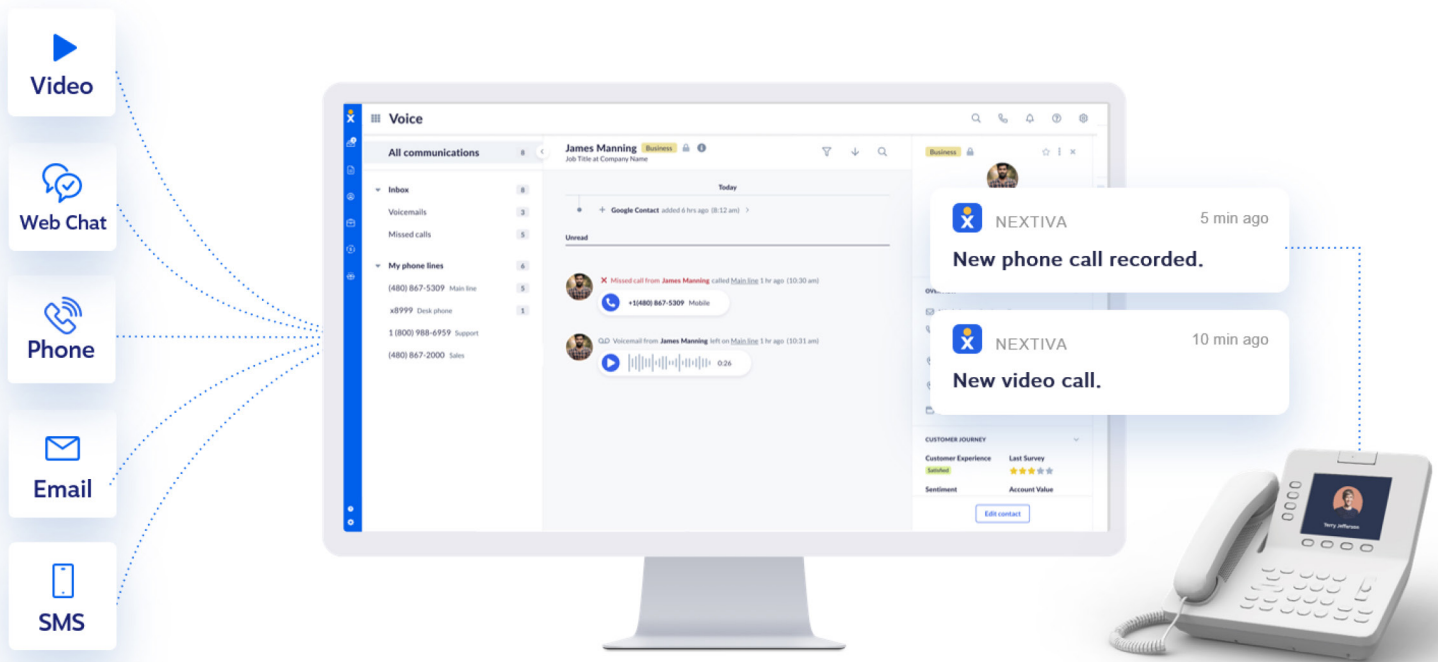 Video
Web Chat
Phone
Email
SMS
Voice
All communications 8
Inbox 8
Voicemails 3
Missed calls 5
My phone lines 6
(480) 867-5309 Main line 5
x8999 Desk phone 1
1 (800) 988-6959 Support
(480) 867-2000 Sales
James Manning Business
Job Title at Company Name
Today
Google Contact added 6 hrs ago (8:12 am)
Unread
Missed call from James Manning called Main line 1 hr ago (10:30 am)
+1(480) 867-5309 Mobile
Voicemail from James Manning left on Main line 1 hr ago (10:31 am)
0:26
Business
NEXTIVA 5 min ago
New phone call recorded.
NEXTIVA 10 min ago
New video call.
CUSTOMER JOURNEY
Customer Experience Last Survey
Satisfied
Sentiment Account Value
Edit contact
Terry Jefferson